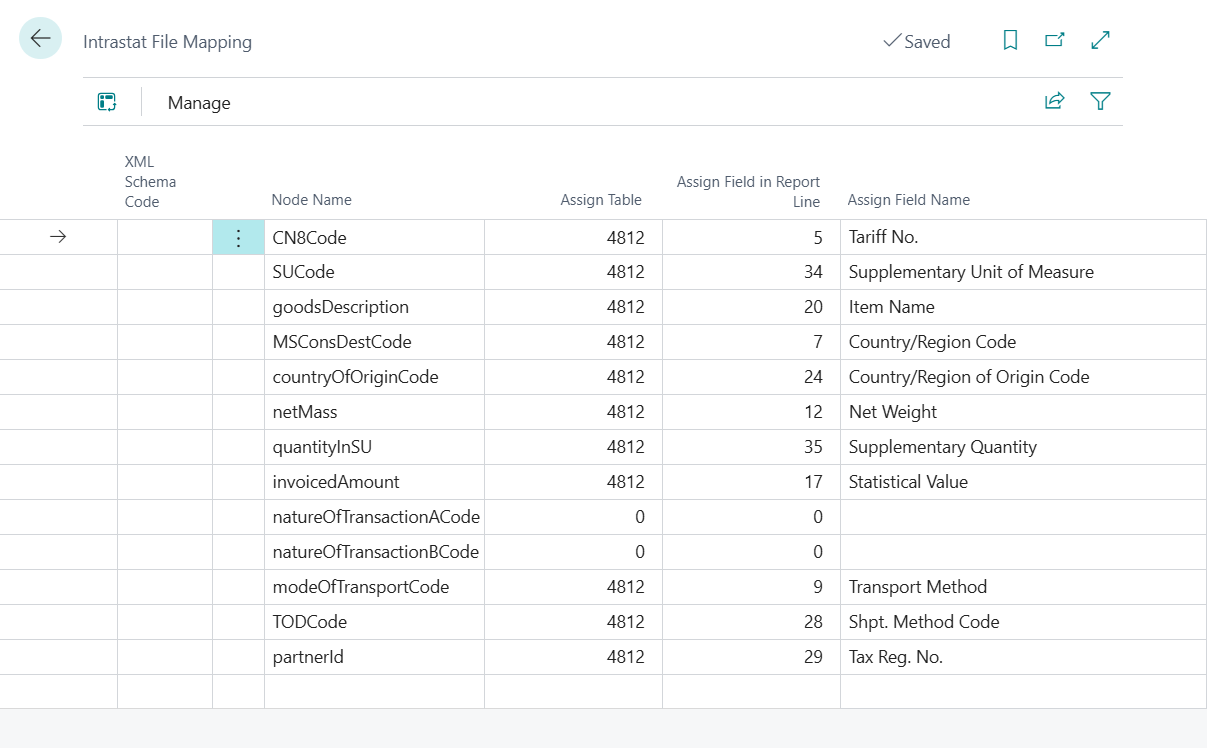 Intrastat File Mapping
Saved
Manage
XML
Schema
Code
Node Name
Assign Table
Assign Field in Report
Line
Assign Field Name
CN8Code 4812 5 Tariff No.
SUCode 4812 34 Supplementary Unit of Measure
goodsDescription 4812 20 Item Name
MSConsDestCode 4812 7 Country/Region Code
countryOfOriginCode 4812 24 Country/Region of Origin Code
netMass 4812 12 Net Weight
quantityInSU 4812 35 Supplementary Quantity
invoicedAmount 4812 17 Statistical Value
natureOfTransactionACode 0 0
natureOfTransactionBCode 0 0
modeOfTransportCode 4812 9 Transport Method
TODCode 4812 28 Shpt. Method Code
partnerId 4812 29 Tax Reg. No.